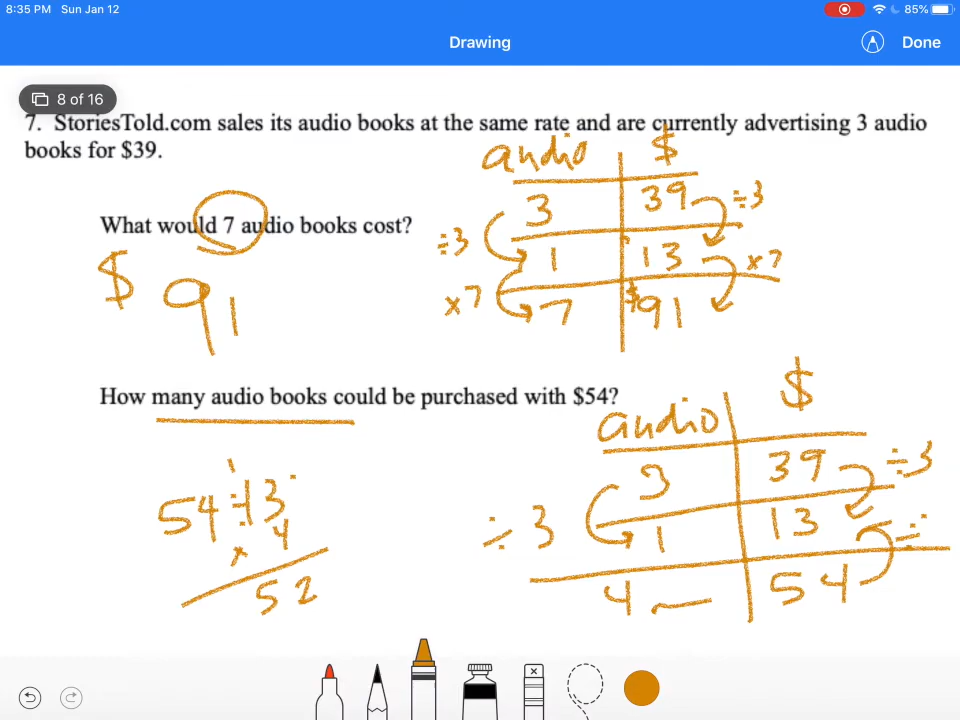 8:35 PM Sun Jan 12
85%
Drawing
Done
8 of 16
7. StoriesTold.com sales its audio books at the same rate and are currently advertising 3 audio
books for $39.
audio $
3 39 ÷3
÷3 1 13 ×7
×7 7 $91
What would 7 audio books cost?
$ 91
How many audio books could be purchased with $54?
audio $
3 39 ÷3
÷3 1 13 ÷
4 54
54÷13
× 4
52